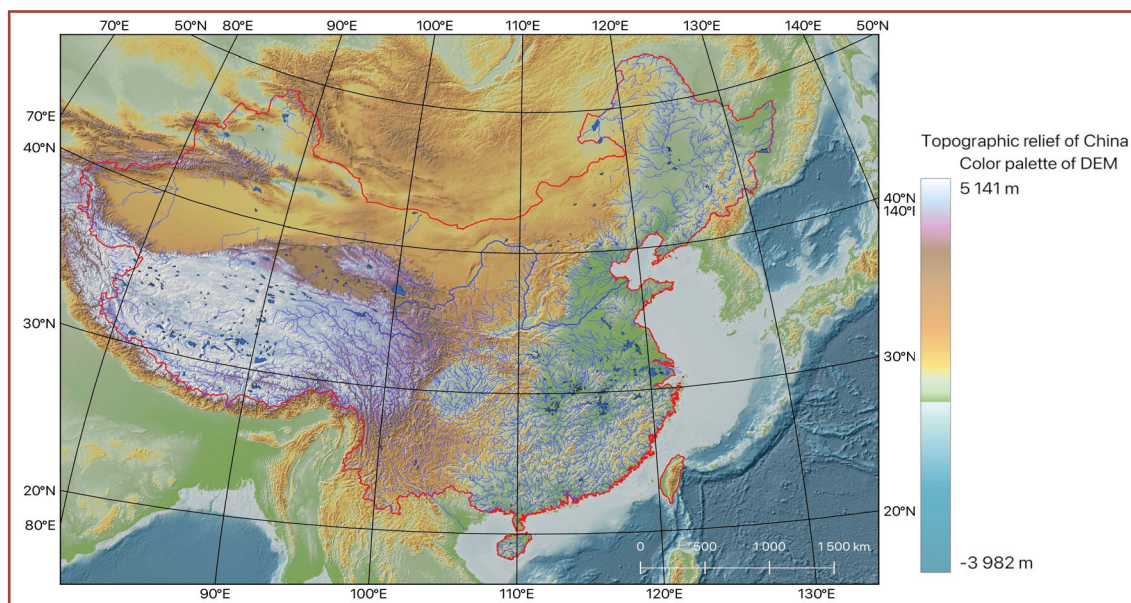 70°E 50°N 80°E 90°E 100°E 110°E 120°E 130°E 140°E 50°N
70°E
40°N
30°N
20°N
80°E
40°N
140°E
30°N
20°N
Topographic relief of China
Color palette of DEM
5 141 m
-3 982 m
0 500 1 000 1 500 km
90°E 100°E 110°E 120°E 130°E